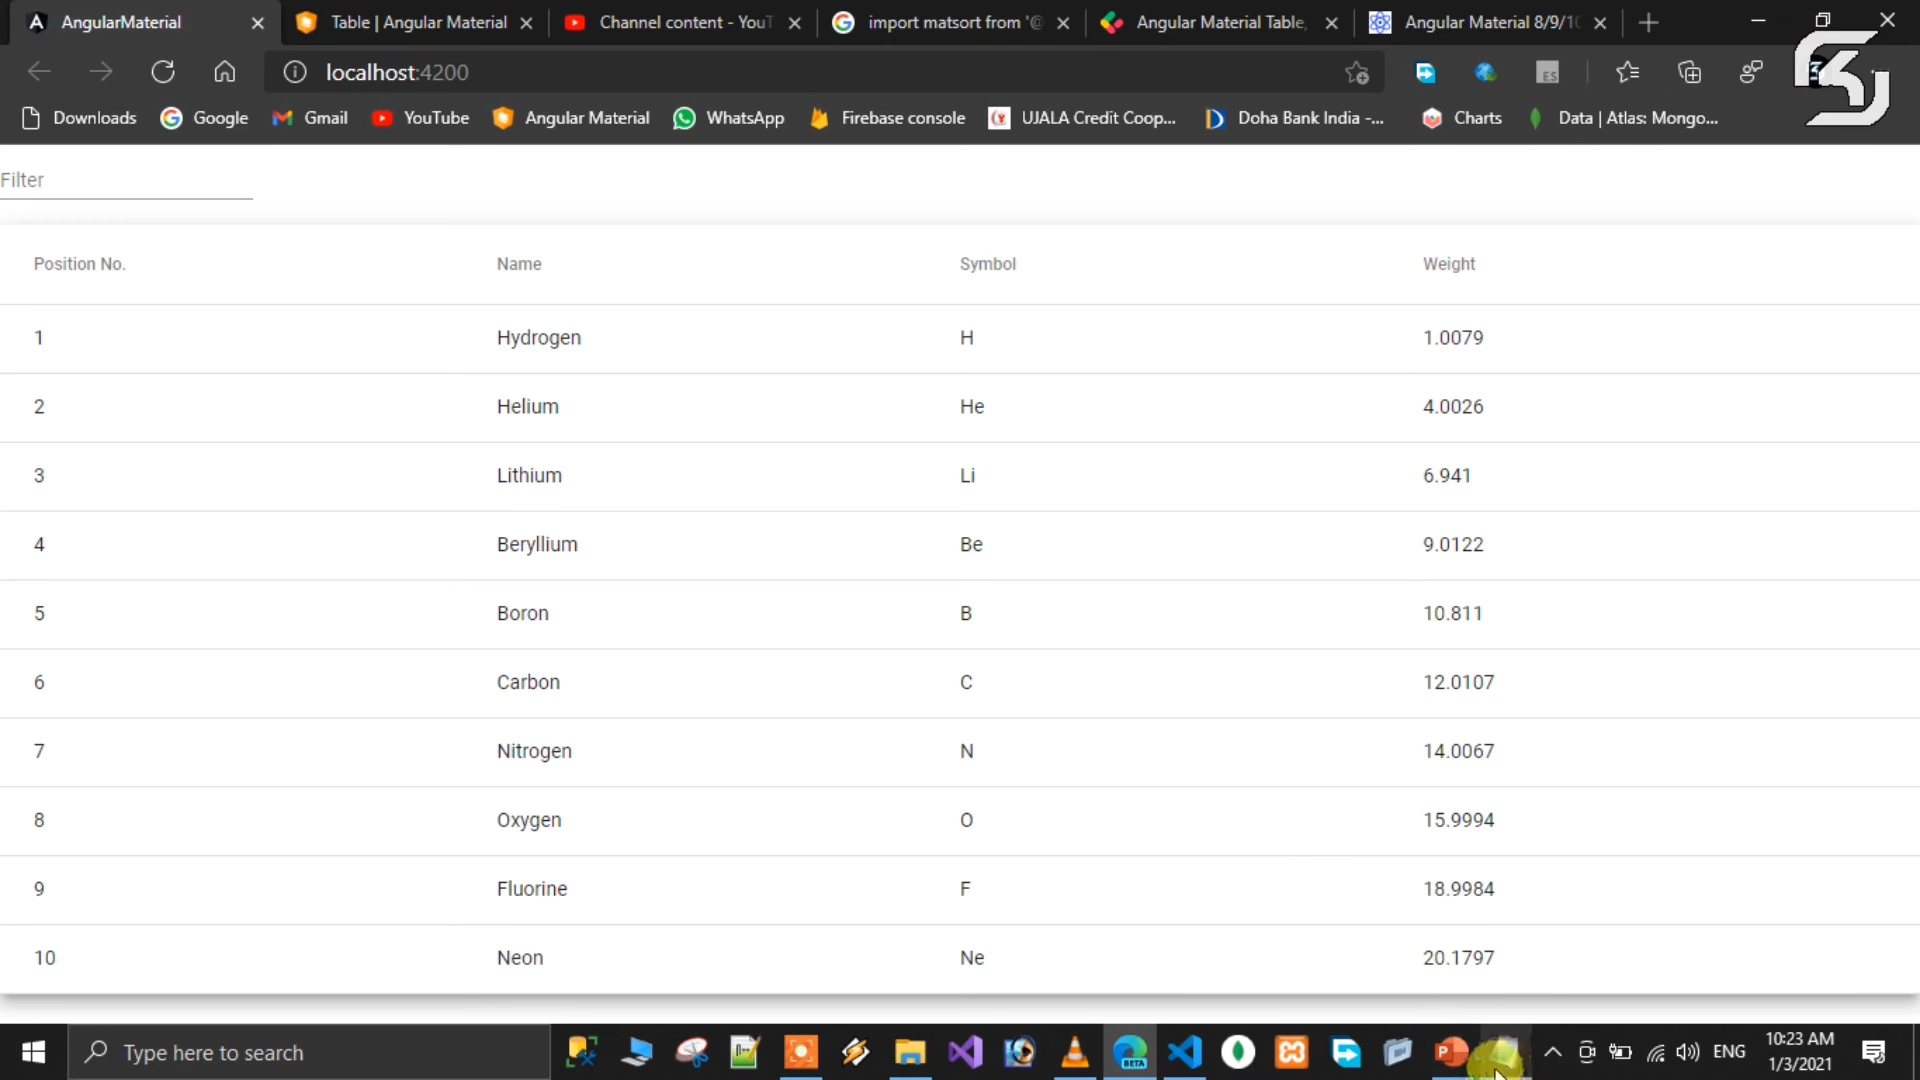 AngularMaterial
Table | Angular Material
Channel content - YouT
import matsort from '@
Angular Material Table,
Angular Material 8/9/10
localhost:4200
Downloads
Google
Gmail
YouTube
Angular Material
WhatsApp
Firebase console
UJALA Credit Coop...
Doha Bank India -...
Charts
Data | Atlas: Mongo...
Filter
Position No. Name Symbol Weight
1 Hydrogen H 1.0079
2 Helium He 4.0026
3 Lithium Li 6.941
4 Beryllium Be 9.0122
5 Boron B 10.811
6 Carbon C 12.0107
7 Nitrogen N 14.0067
8 Oxygen O 15.9994
9 Fluorine F 18.9984
10 Neon Ne 20.1797
Type here to search
BETA
ENG
10:23 AM
1/3/2021